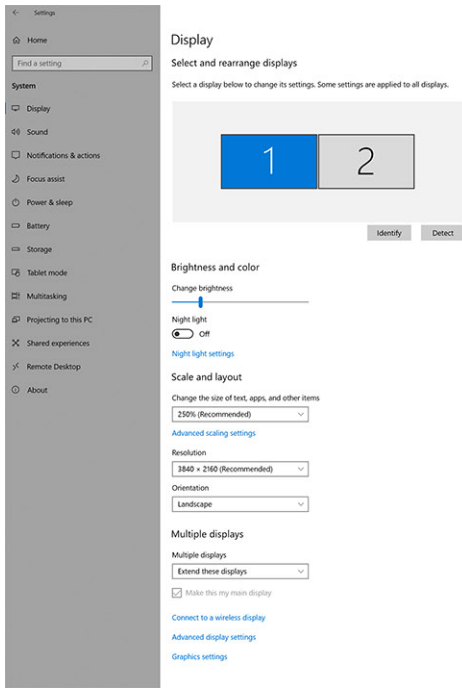 Settings
Home
Find a setting
System
Display
Sound
Notifications & actions
Focus assist
Power & sleep
Battery
Storage
Tablet mode
Multitasking
Projecting to this PC
Shared experiences
Remote Desktop
About
Display
Select and rearrange displays
Select a display below to change its settings. Some settings are applied to all displays.
1 2
Identify Detect
Brightness and color
Change brightness
Night light
Off
Night light settings
Scale and layout
Change the size of text, apps, and other items
250% (Recommended)
Advanced scaling settings
Resolution
3840 × 2160 (Recommended)
Orientation
Landscape
Multiple displays
Multiple displays
Extend these displays
Make this my main display
Connect to a wireless display
Advanced display settings
Graphics settings